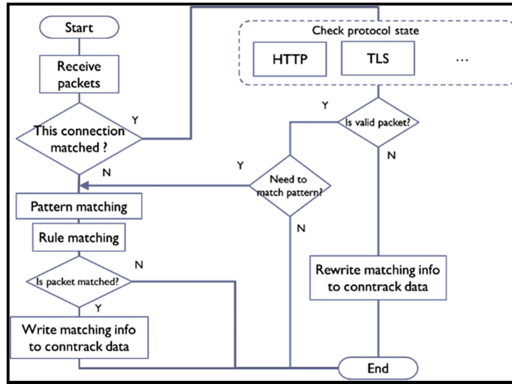 Start
Receive
packets
This connection
matched ?
Y
N
Pattern matching
Rule matching
Is packet matched?
N
Y
Write matching info
to conntrack data
Check protocol state
HTTP
TLS
...
Is valid packet?
Y
N
Need to
match pattern?
Y
N
Rewrite matching info
to conntrack data
End